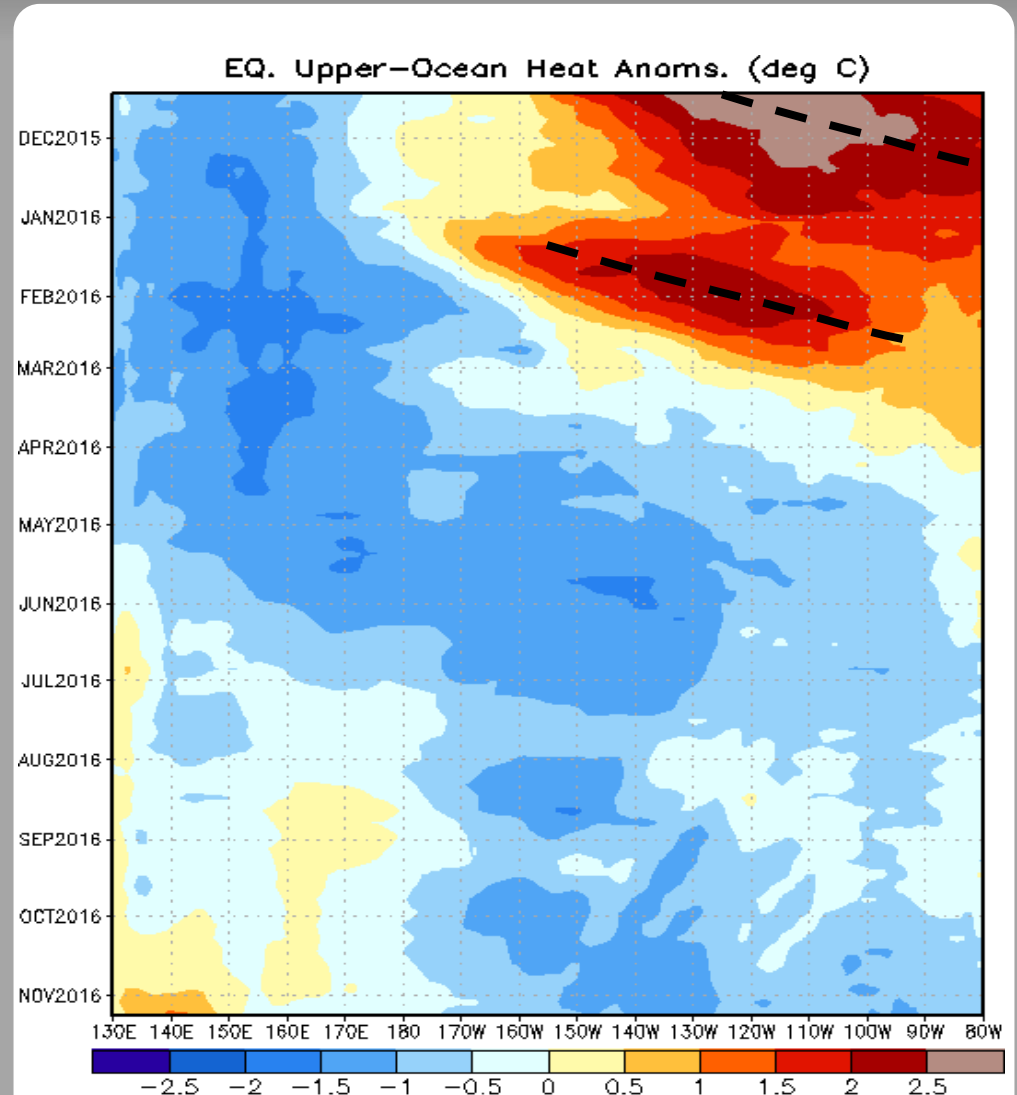 EQ. Upper-Ocean Heat Anoms. (deg C)
DEC2015
JAN2016
FEB2016
MAR2016
APR2016
MAY2016
JUN2016
JUL2016
AUG2016
SEP2016
OCT2016
NOV2016
130E 140E 150E 160E 170E 180 170W 160W 150W 140W 130W 120W 110W 100W 90W 80W
-2.5 -2 -1.5 -1 -0.5 0 0.5 1 1.5 2 2.5